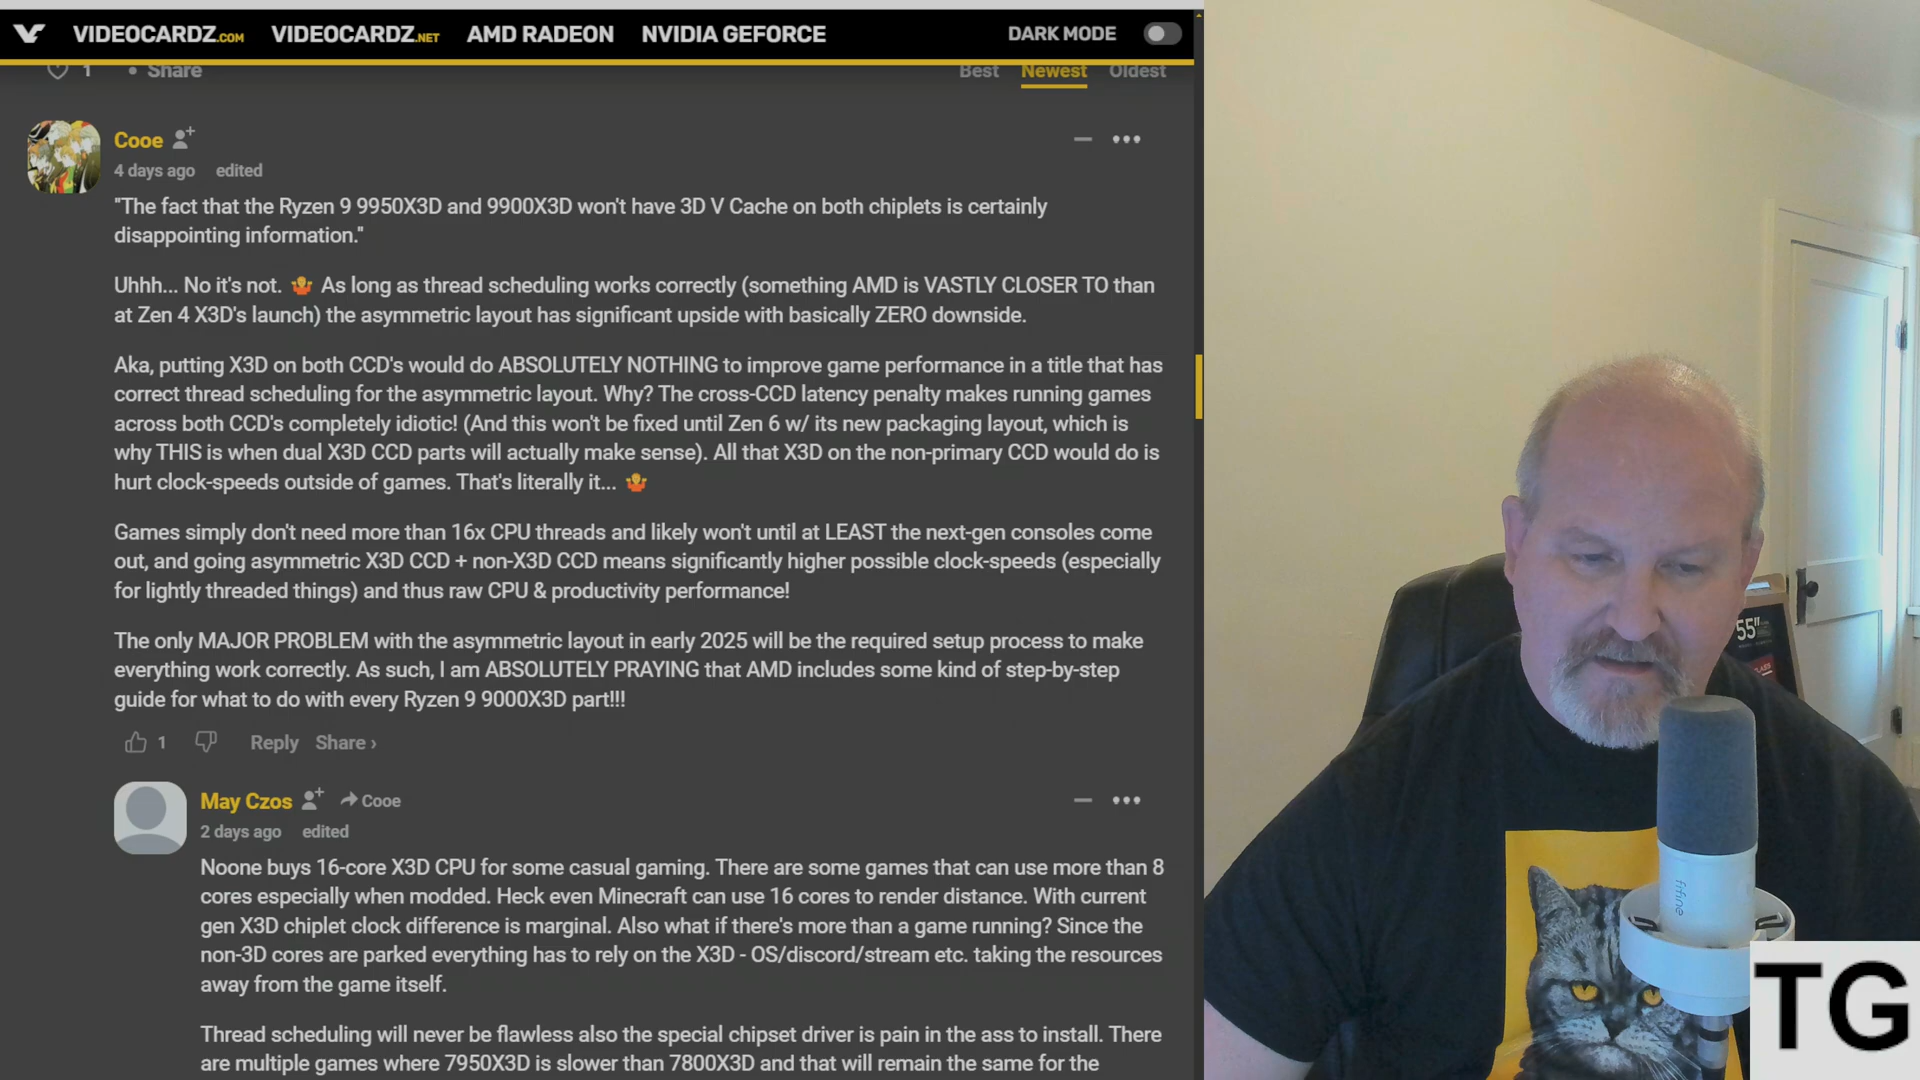 VIDEOCARDZ.COM VIDEOCARDZ.NET AMD RADEON NVIDIA GEFORCE DARK MODE
1 • Share Best Newest Oldest
Cooe
4 days ago edited
"The fact that the Ryzen 9 9950X3D and 9900X3D won't have 3D V Cache on both chiplets is certainly
disappointing information."
Uhhh... No it's not. 🤷 As long as thread scheduling works correctly (something AMD is VASTLY CLOSER TO than
at Zen 4 X3D's launch) the asymmetric layout has significant upside with basically ZERO downside.
Aka, putting X3D on both CCD's would do ABSOLUTELY NOTHING to improve game performance in a title that has
correct thread scheduling for the asymmetric layout. Why? The cross-CCD latency penalty makes running games
across both CCD's completely idiotic! (And this won't be fixed until Zen 6 w/ its new packaging layout, which is
why THIS is when dual X3D CCD parts will actually make sense). All that X3D on the non-primary CCD would do is
hurt clock-speeds outside of games. That's literally it... 🤷
Games simply don't need more than 16x CPU threads and likely won't until at LEAST the next-gen consoles come
out, and going asymmetric X3D CCD + non-X3D CCD means significantly higher possible clock-speeds (especially
for lightly threaded things) and thus raw CPU & productivity performance!
The only MAJOR PROBLEM with the asymmetric layout in early 2025 will be the required setup process to make
everything work correctly. As such, I am ABSOLUTELY PRAYING that AMD includes some kind of step-by-step
guide for what to do with every Ryzen 9 9000X3D part!!!
1 Reply Share ›
May Czos Cooe
2 days ago edited
Noone buys 16-core X3D CPU for some casual gaming. There are some games that can use more than 8
cores especially when modded. Heck even Minecraft can use 16 cores to render distance. With current
gen X3D chiplet clock difference is marginal. Also what if there's more than a game running? Since the
non-3D cores are parked everything has to rely on the X3D - OS/discord/stream etc. taking the resources
away from the game itself.
Thread scheduling will never be flawless also the special chipset driver is pain in the ass to install. There
are multiple games where 7950X3D is slower than 7800X3D and that will remain the same for the
55"
fifine
TG